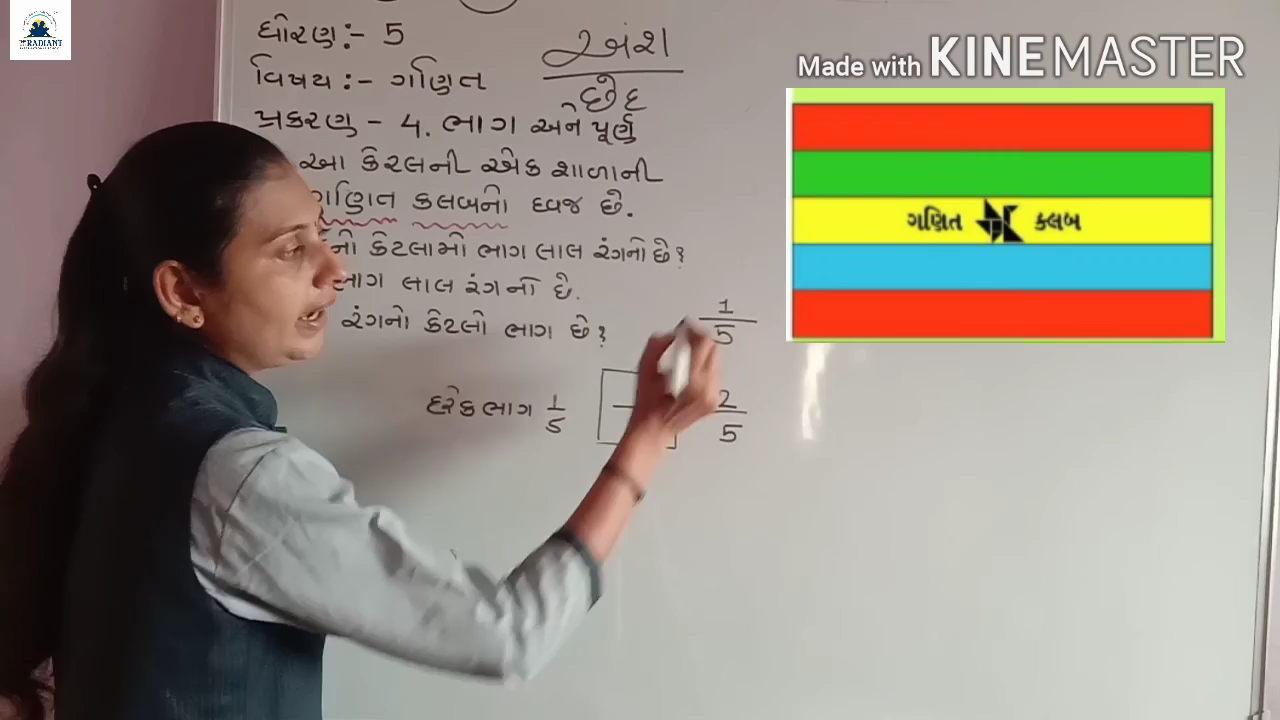 RADIANT
ધોરણ:- 5
વિષય:- ગણિત
પ્રકરણ - 4. ભાગ અને પૂર્ણ
આ કેરલની એક શાળાની
ગણિત કલબનો ધ્વજ છે.
નો કેટલામો ભાગ લાલ રંગનો છે?
ભાગ લાલ રંગનો છે.
રંગનો કેટલો ભાગ છે?
દરેક ભાગ 1/5
અંશ
છેદ
1/5
2/5
Made with KINEMASTER
ગણિત કલબ